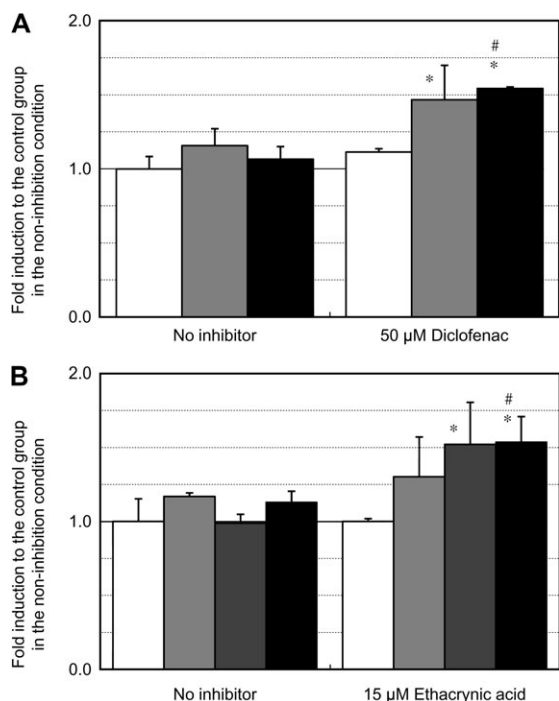 A
Fold induction to the control group
in the non-inhibition condition
2.0
1.0
0.0
*
#
*
No inhibitor
50 µM Diclofenac
B
Fold induction to the control group
in the non-inhibition condition
2.0
1.0
0.0
*
#
*
No inhibitor
15 µM Ethacrynic acid